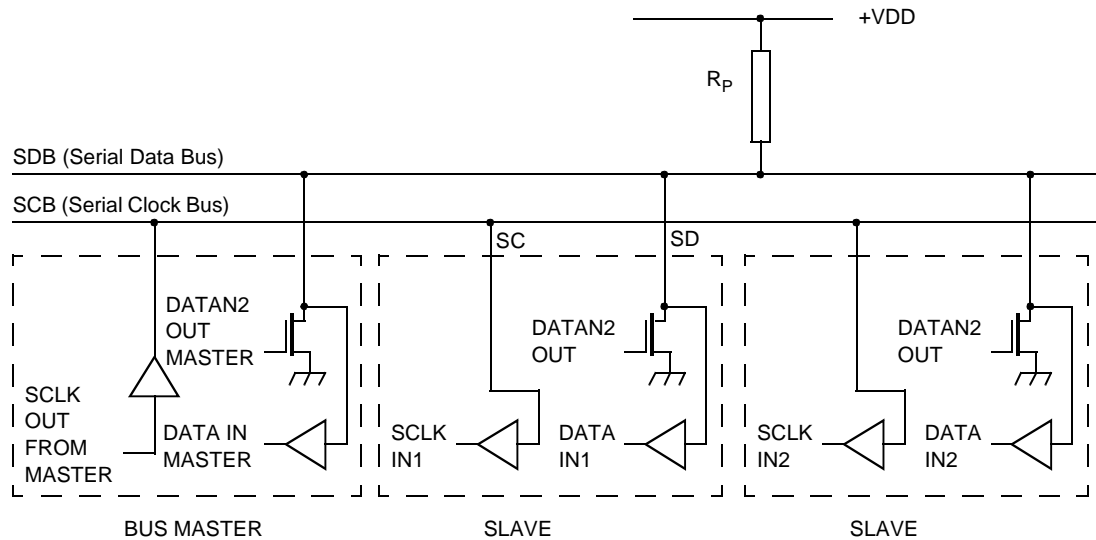 +VDD
RP
SDB (Serial Data Bus)
SCB (Serial Clock Bus)
SC
SD
DATAN2
OUT
MASTER
SCLK
OUT
FROM
MASTER
DATA IN
MASTER
DATAN2
OUT
SCLK
IN1
DATA
IN1
DATAN2
OUT
SCLK
IN2
DATA
IN2
BUS MASTER
SLAVE
SLAVE